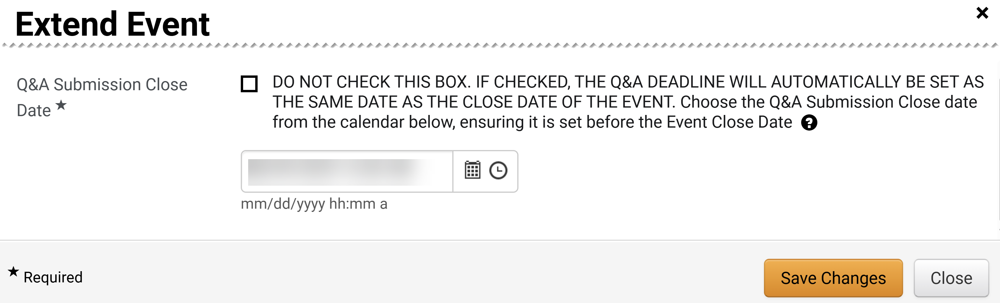 Extend Event
Q&A Submission Close
Date ★
DO NOT CHECK THIS BOX. IF CHECKED, THE Q&A DEADLINE WILL AUTOMATICALLY BE SET AS
THE SAME DATE AS THE CLOSE DATE OF THE EVENT. Choose the Q&A Submission Close date
from the calendar below, ensuring it is set before the Event Close Date ?
mm/dd/yyyy hh:mm a
★ Required
Save Changes
Close